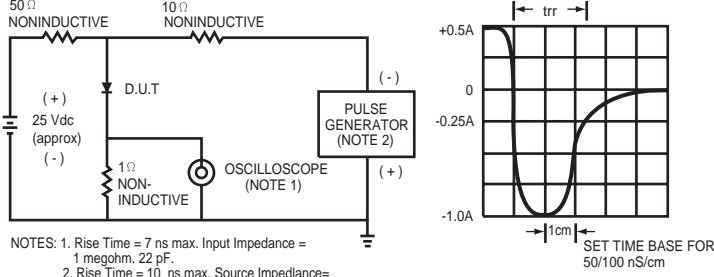 50 Ω
NONINDUCTIVE
10 Ω
NONINDUCTIVE
( + )
25 Vdc
(approx)
( - )
D.U.T
1Ω
NON-
INDUCTIVE
OSCILLOSCOPE
(NOTE 1)
( - )
PULSE
GENERATOR
(NOTE 2)
( + )
trr
+0.5A
0
-0.25A
-1.0A
1cm
SET TIME BASE FOR
50/100 nS/cm
NOTES: 1. Rise Time = 7 ns max. Input Impedance =
1 megohm. 22 pF.
2. Rise Time = 10 ns max. Source Impedlance=